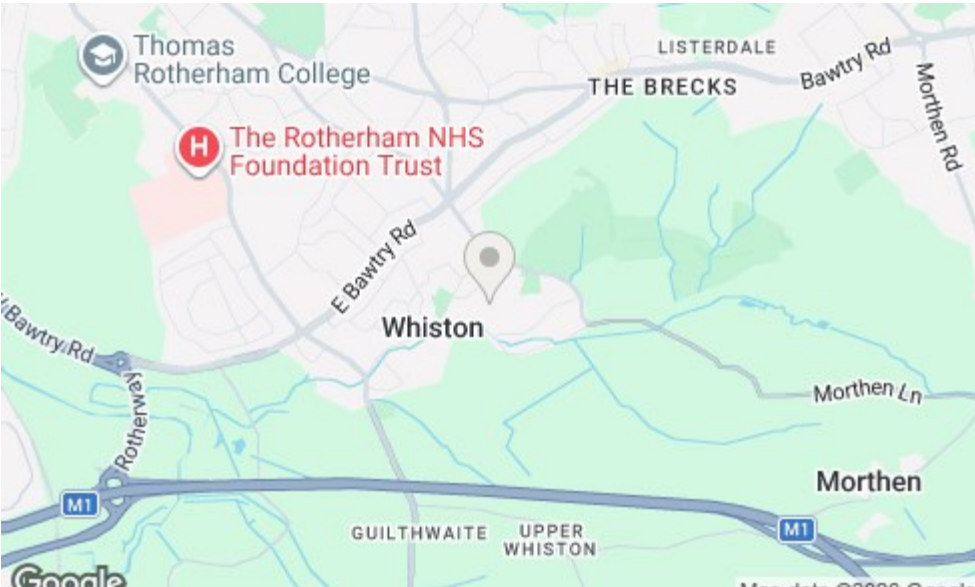 Thomas
Rotherham College
LISTERDALE
Bawtry Rd
THE BRECKS
Morthen Rd
H
The Rotherham NHS
Foundation Trust
E Bawtry Rd
Whiston
Bawtry Rd
Rotherway
Morthen Ln
Morthen
M1
M1
GUILTHWAITE
UPPER
WHISTON
Google